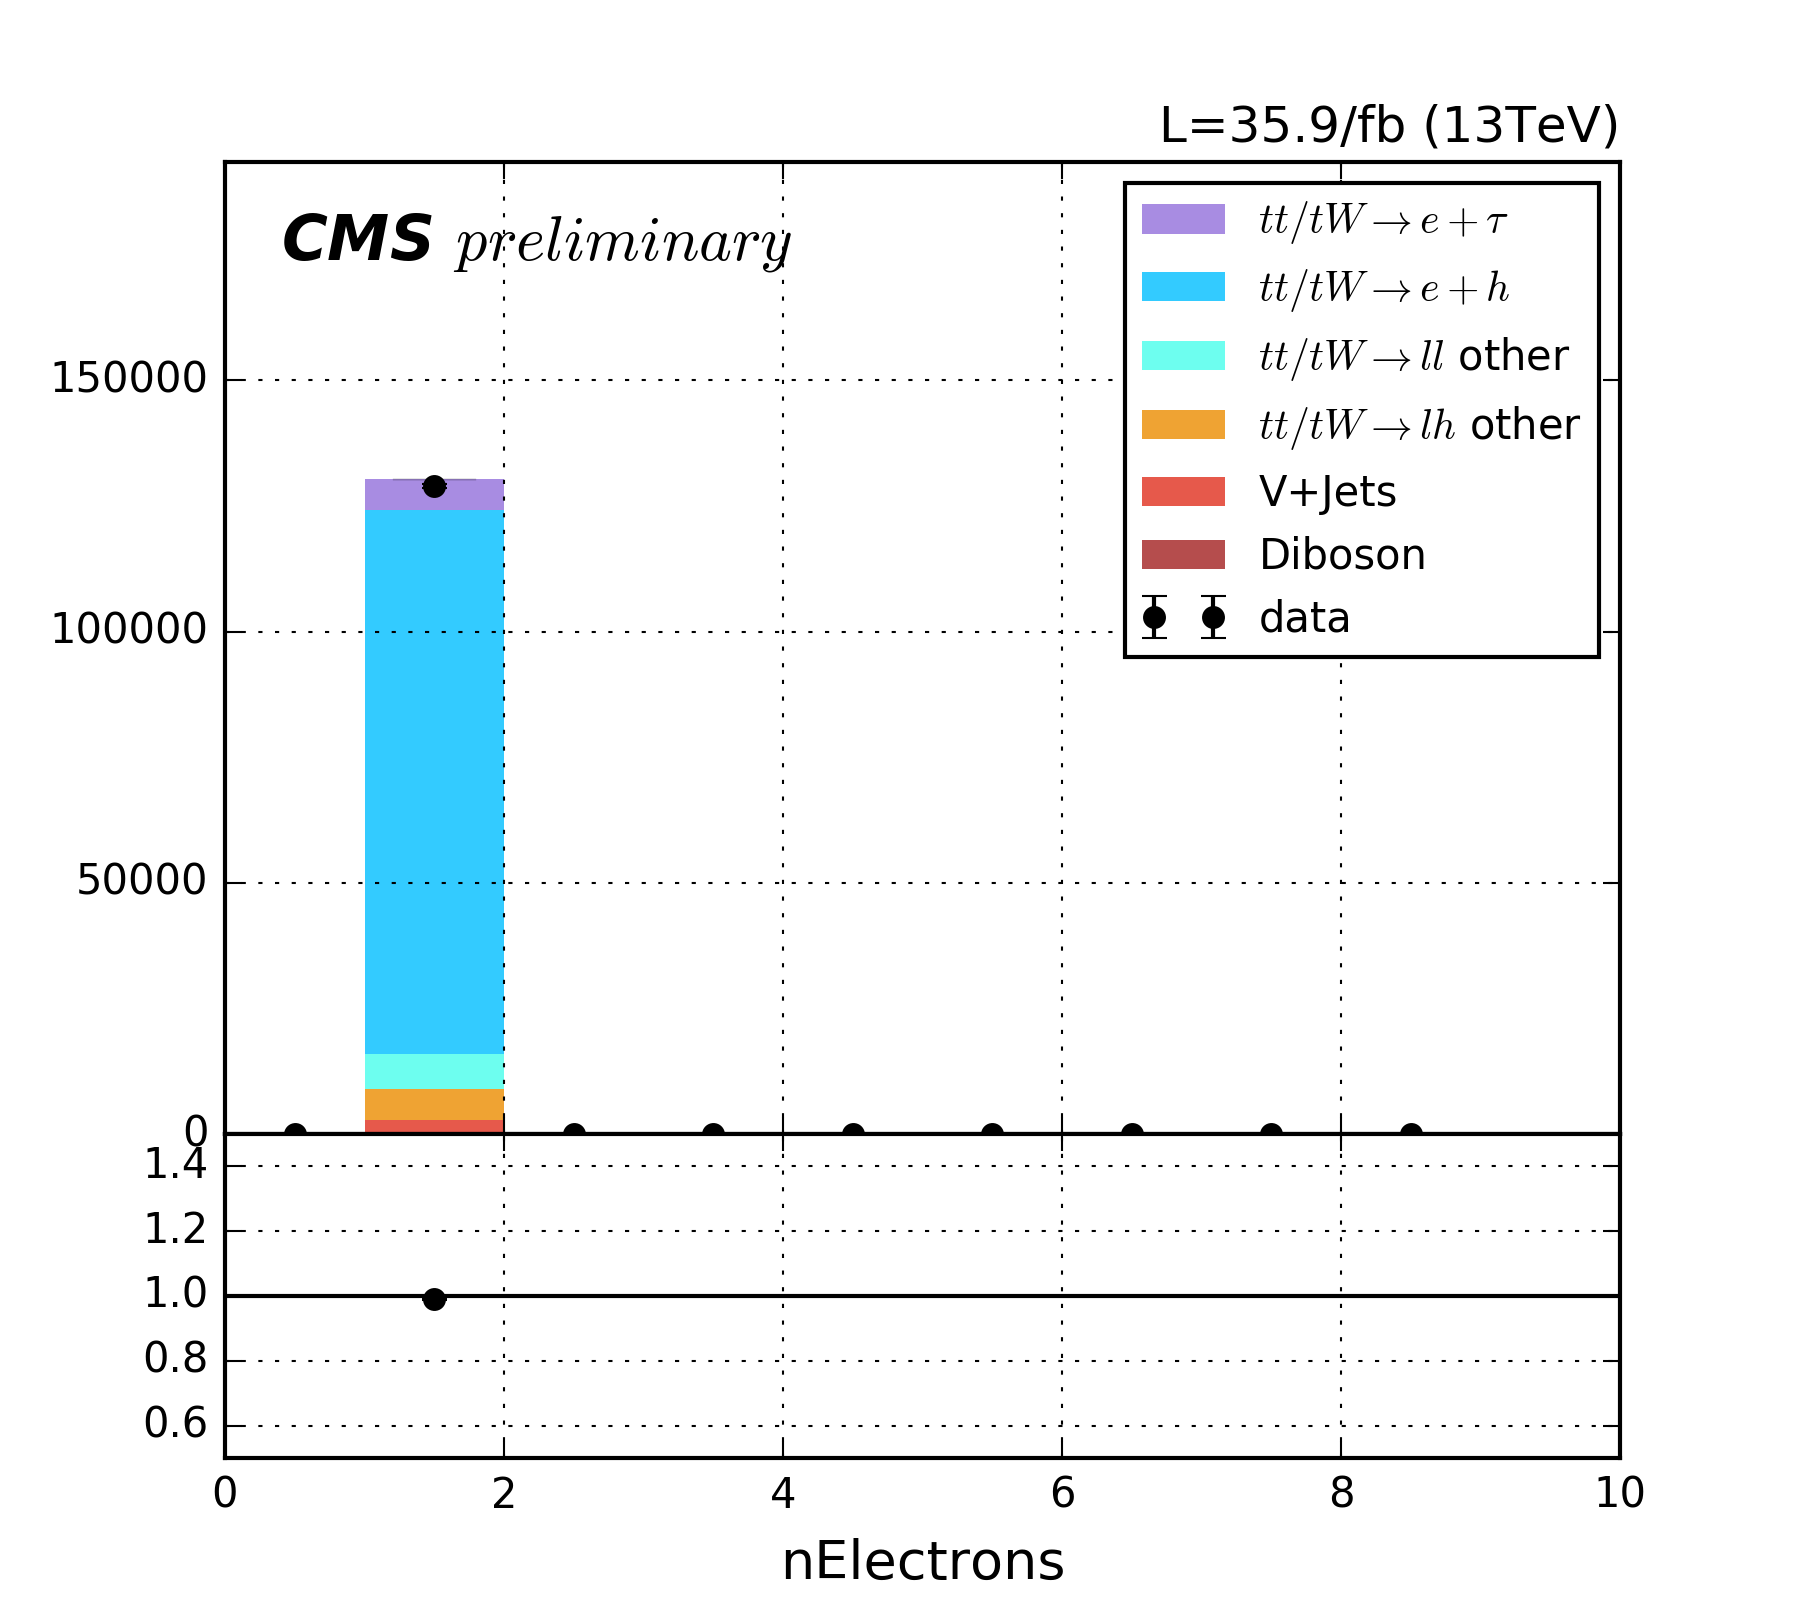 L=35.9/fb (13TeV)
CMS preliminary
tt/tW → e + τ
tt/tW → e + h
tt/tW → ll other
tt/tW → lh other
V+Jets
Diboson
data
150000
100000
50000
0
1.4
1.2
1.0
0.8
0.6
0 2 4 6 8 10
nElectrons